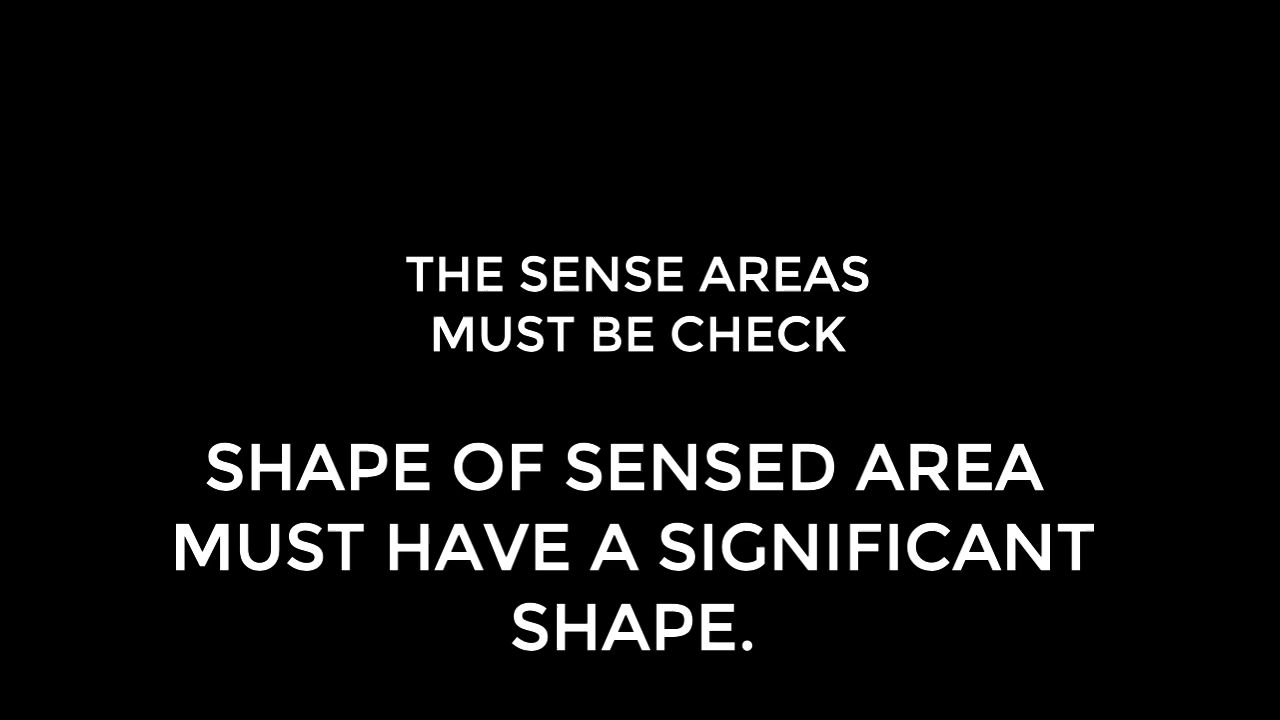 THE SENSE AREAS
MUST BE CHECK
SHAPE OF SENSED AREA
MUST HAVE A SIGNIFICANT
SHAPE.